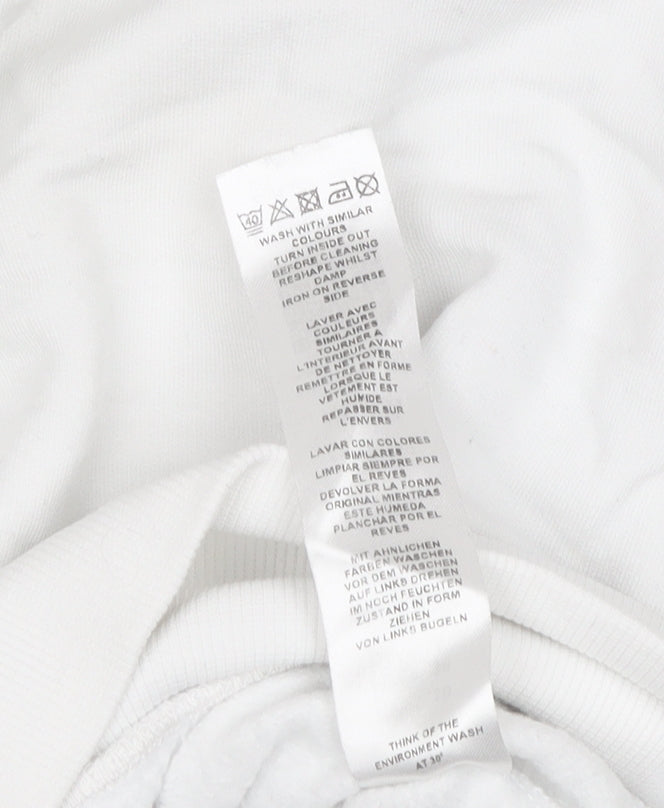 40
WASH WITH SIMILAR
COLOURS
TURN INSIDE OUT
BEFORE CLEANING
RESHAPE WHILST
DAMP
IRON ON REVERSE
SIDE
LAVER AVEC
COULEURS
SIMILAIRES
TOURNER A
L'INTERIEUR AVANT
DE NETTOYER
REMETTRE EN FORME
LORSQUE LE
VETEMENT EST
HUMIDE
REPASSER SUR
L'ENVERS
LAVAR CON COLORES
SIMILARES
LIMPIAR SIEMPRE POR
EL REVES
DEVOLVER LA FORMA
ORIGINAL MIENTRAS
ESTE HUMEDA
PLANCHAR POR EL
REVES
MIT AHNLICHEN
FARBEN WASCHEN
VOR DEM WASCHEN
AUF LINKS DREHEN
IM NOCH FEUCHTEN
ZUSTAND IN FORM
ZIEHEN
VON LINKS BUGELN
THINK OF THE
ENVIRONMENT WASH
AT 30°